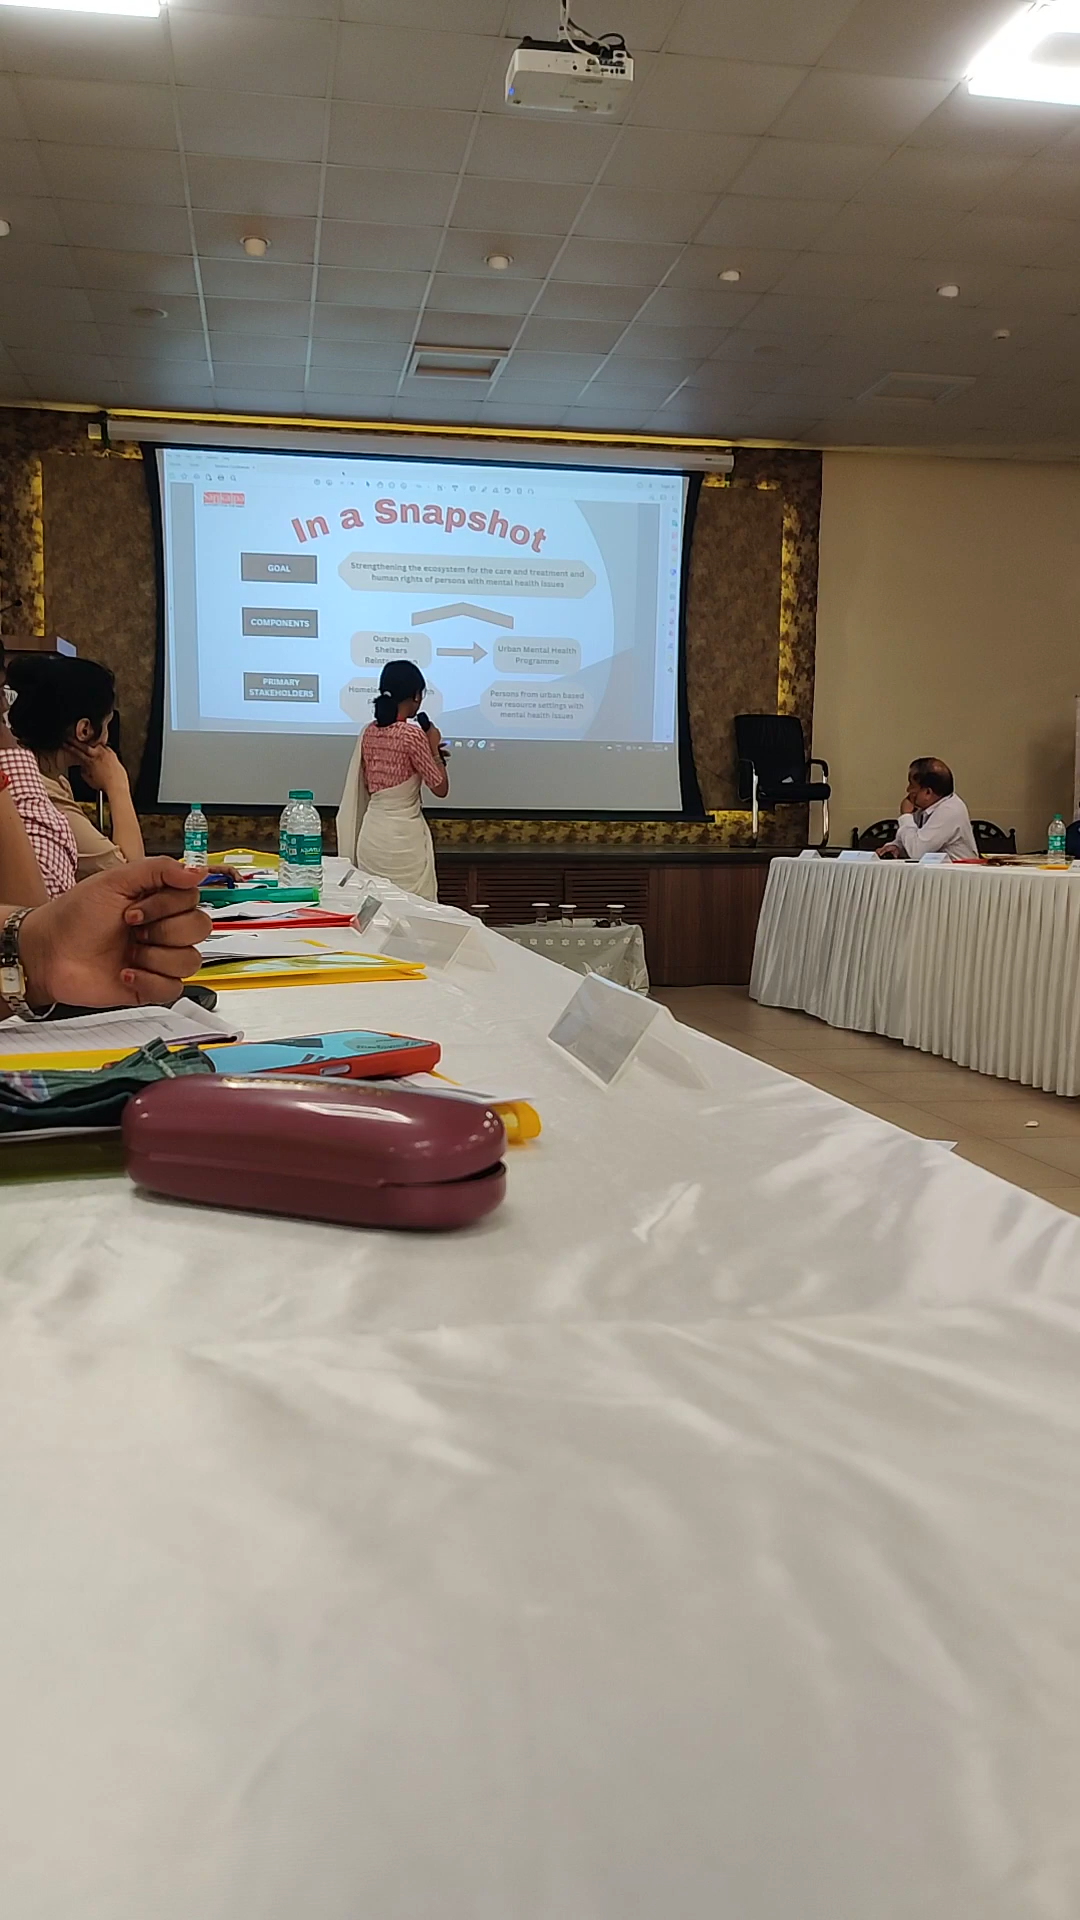 In a Snapshot
GOAL
Strengthening the ecosystem for the care and treatment and
human rights of persons with mental health issues
COMPONENTS
Outreach
Shelters
Urban Mental Health
Programme
PRIMARY
STAKEHOLDERS
Persons from urban based
low resource settings with
mental health issues